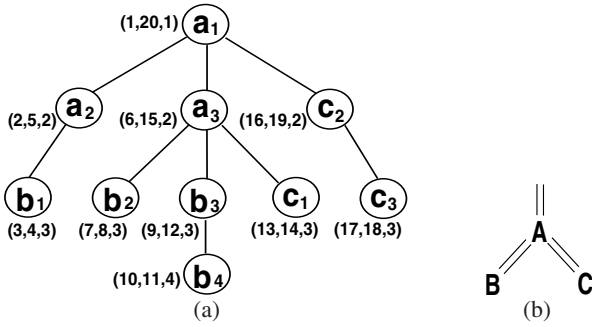 (1,20,1) a1
(2,5,2) a2 (6,15,2) a3 (16,19,2) c2
b1 b2 b3 c1 c3
(3,4,3) (7,8,3) (9,12,3) (13,14,3) (17,18,3)
A
(10,11,4) b4 B C
(a) (b)